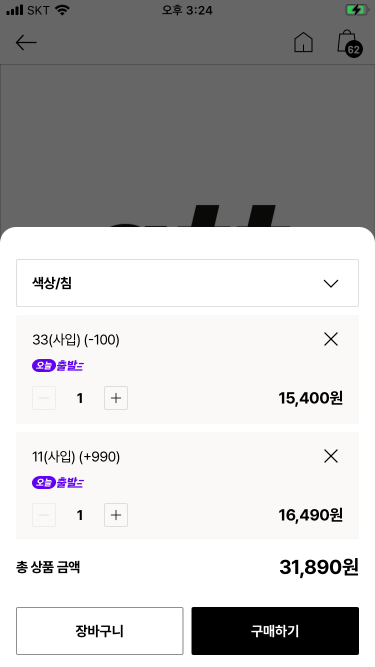 SKT
오후 3:24
62
색상/침
33(사입) (-100)
오늘출발
1
15,400원
11(사입) (+990)
오늘출발
1
16,490원
총 상품 금액
31,890원
장바구니
구매하기